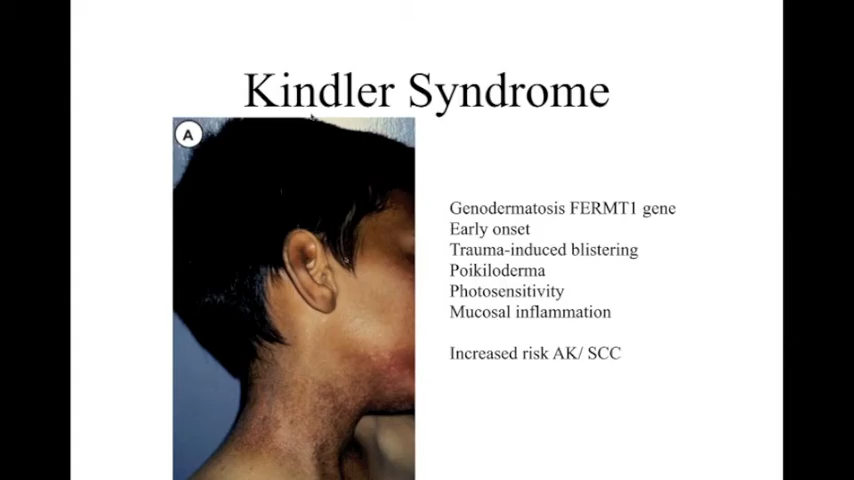 Kindler Syndrome
A
Genodermatosis FERMT1 gene
Early onset
Trauma-induced blistering
Poikiloderma
Photosensitivity
Mucosal inflammation
Increased risk AK/ SCC